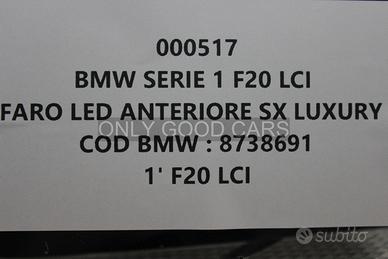 000517
BMW SERIE 1 F20 LCI
FARO LED ANTERIORE SX LUXURY
ONLY GOOD CARS
COD BMW : 8738691
1' F20 LCI
subito